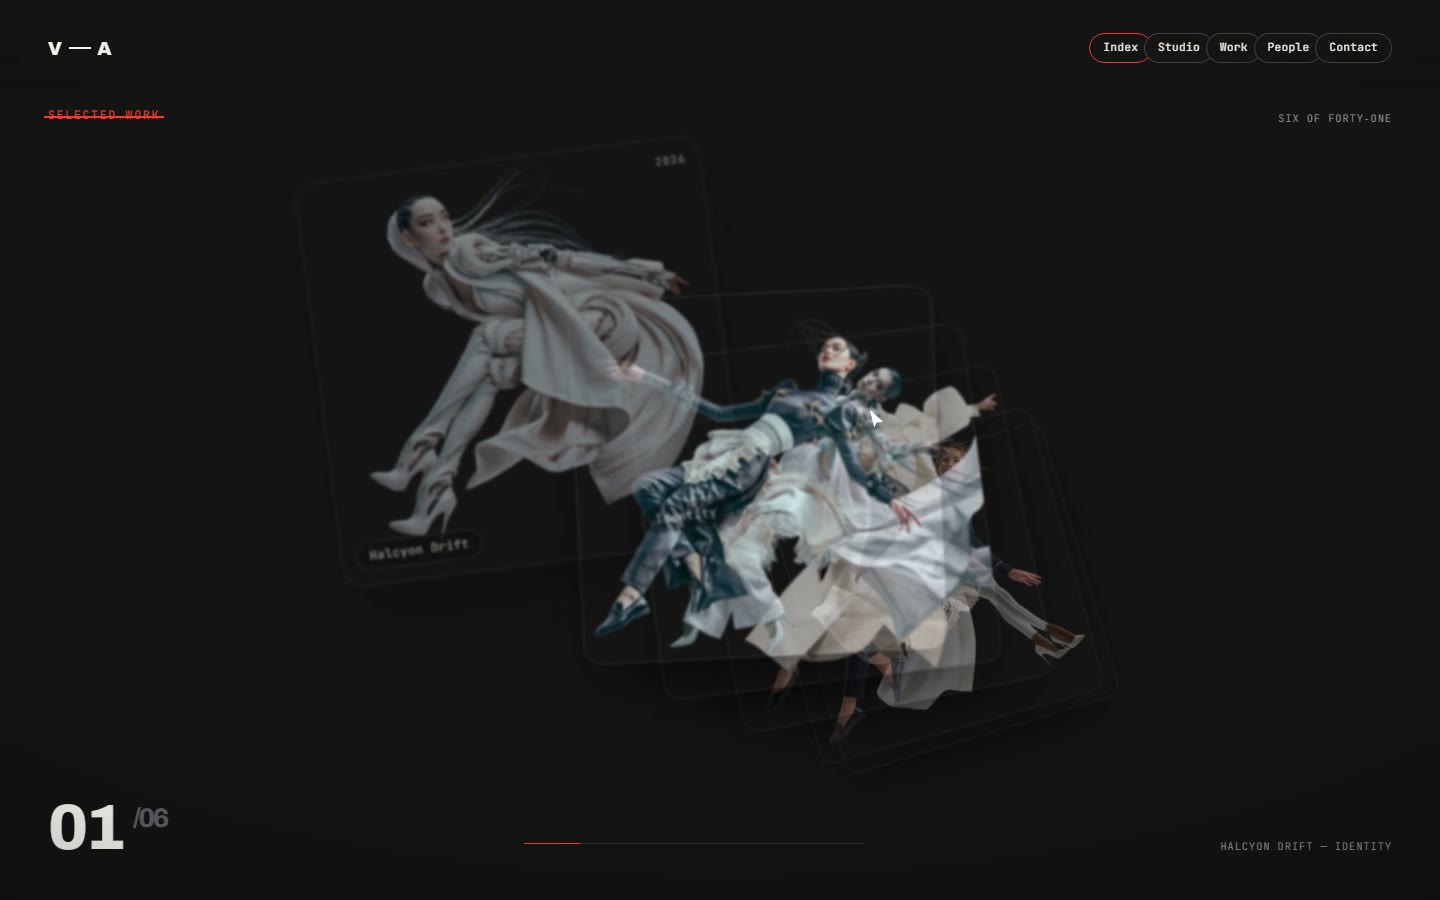 V — A
Index Studio Work People Contact
SELECTED WORK
SIX OF FORTY-ONE
2026
Identity
Halcyon Drift
01 /06
HALCYON DRIFT — IDENTITY